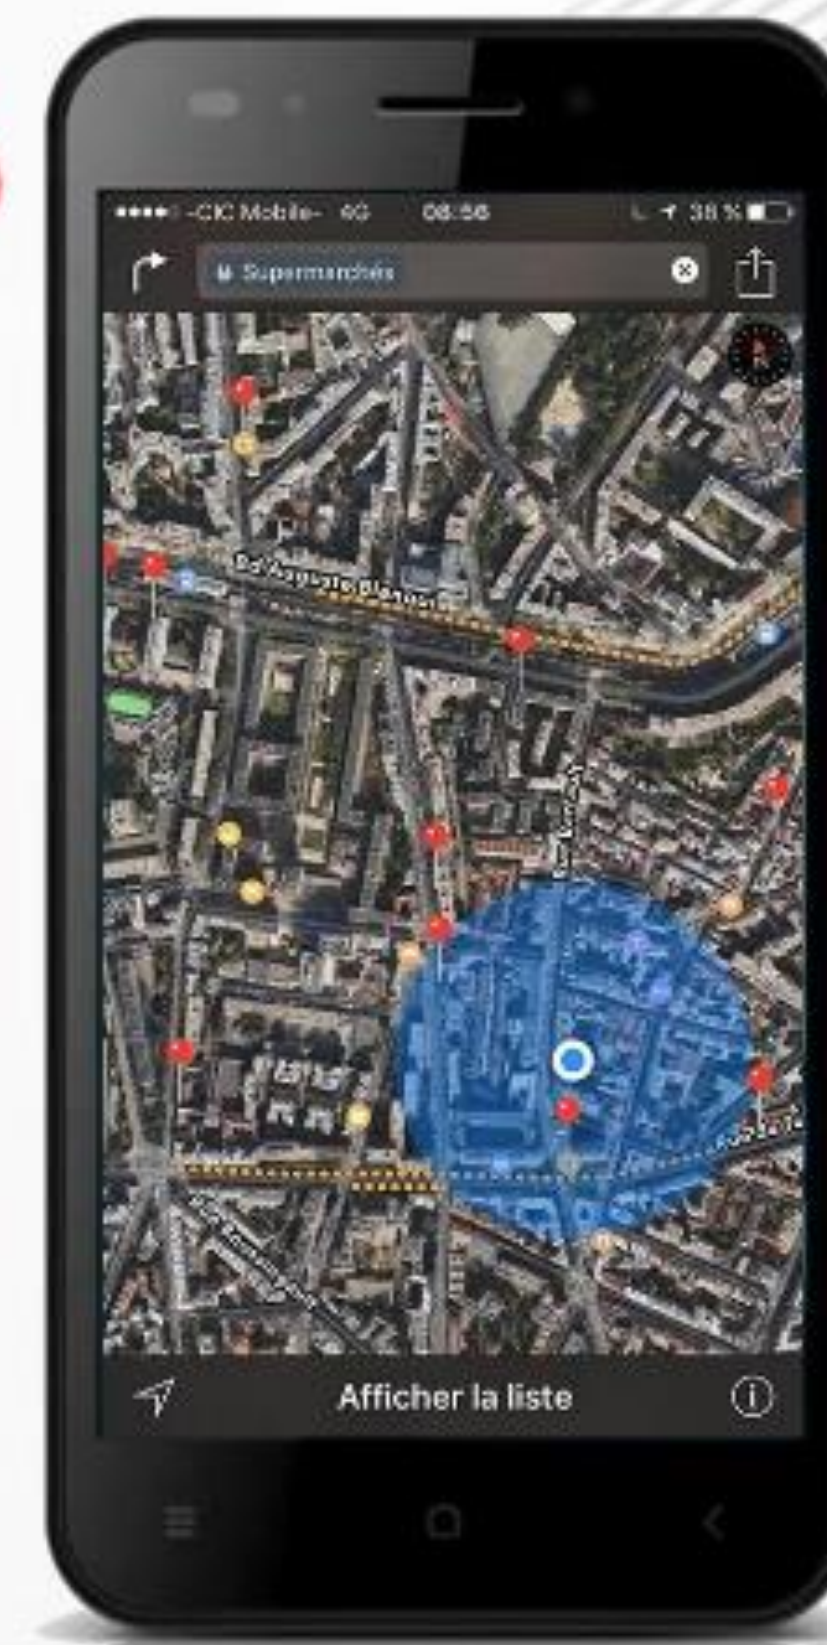 -CIC Mobile- 4G 08:56 38 %
Supermarchés
Bd Auguste Blanqui
Afficher la liste